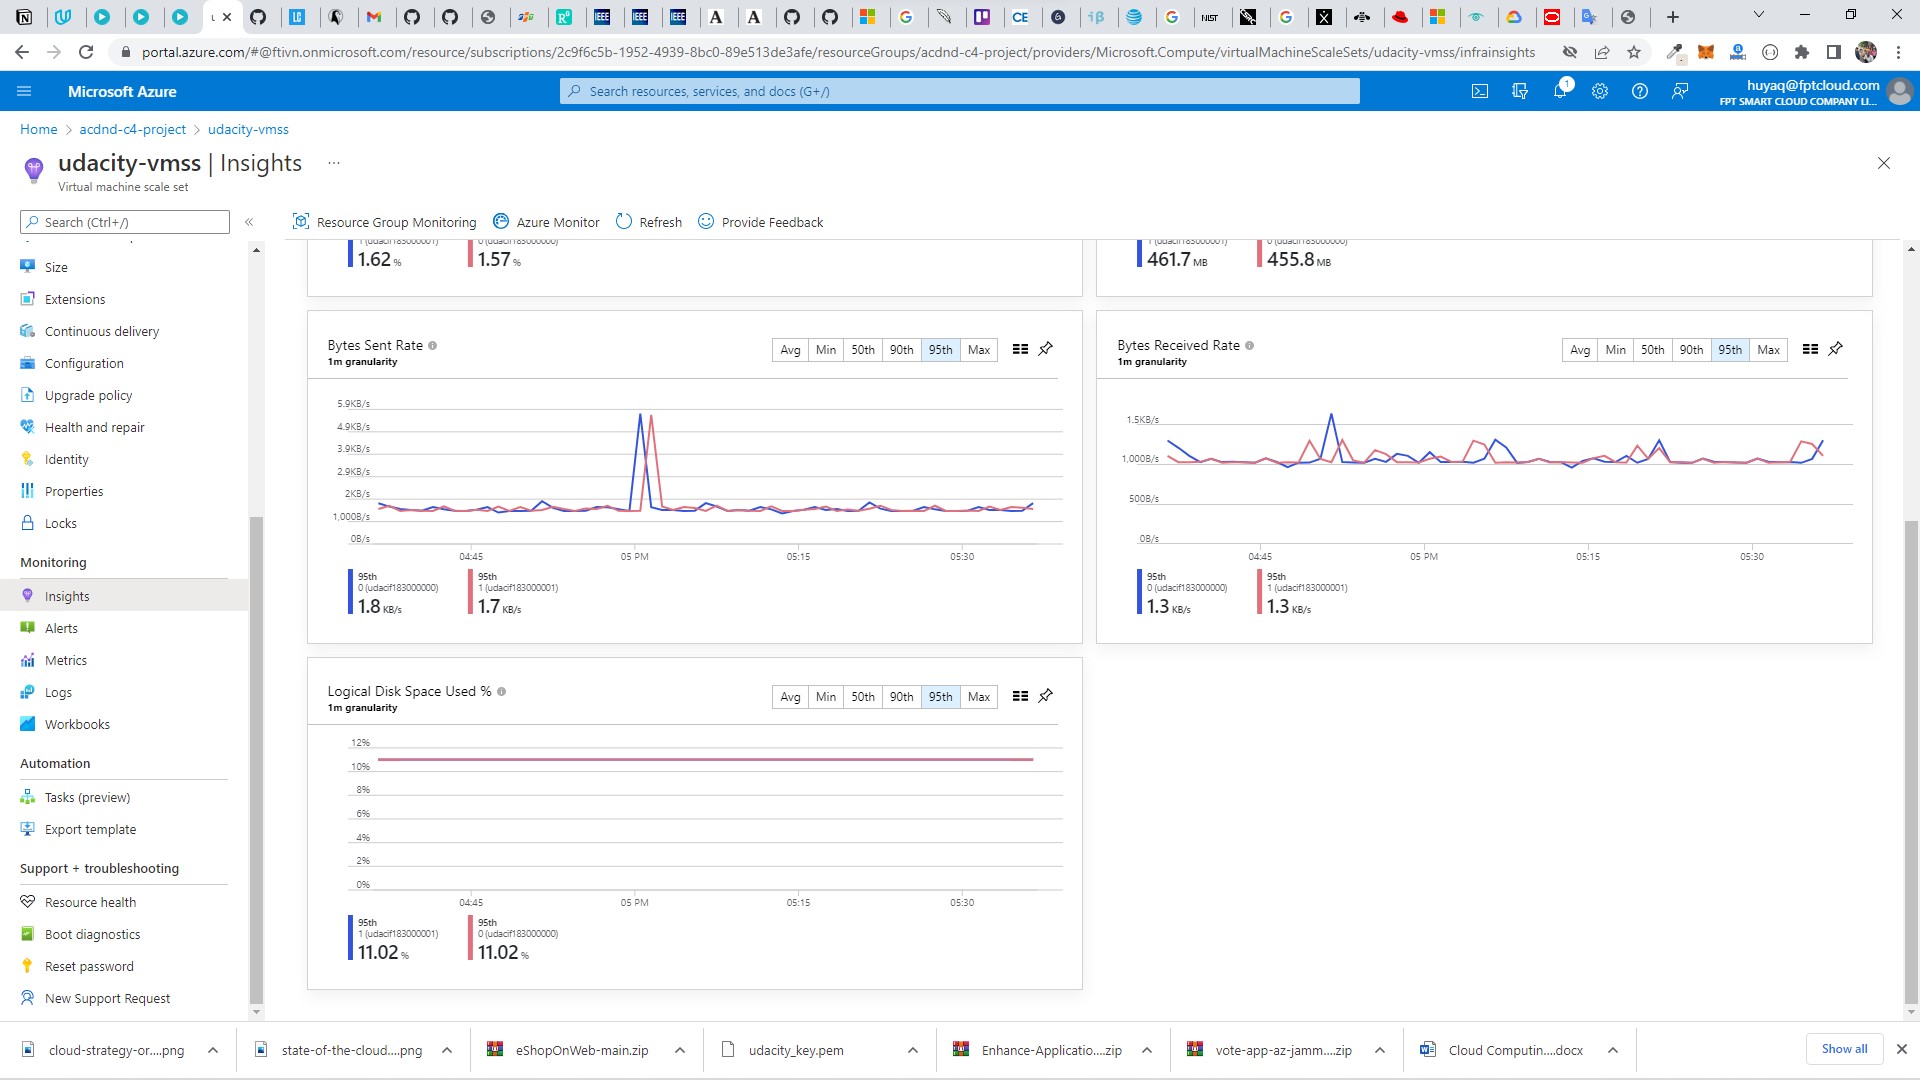 portal.azure.com/#@ftivn.onmicrosoft.com/resource/subscriptions/2c9f6c5b-1952-4939-8bc0-89e513de3afe/resourceGroups/acdnd-c4-project/providers/Microsoft.Compute/virtualMachineScaleSets/udacity-vmss/infrainsights
Microsoft Azure
Search resources, services, and docs (G+/)
1
huyaq@fptcloud.com
FPT SMART CLOUD COMPANY LI...
Home > acdnd-c4-project > udacity-vmss
udacity-vmss | Insights ...
Virtual machine scale set
Search (Ctrl+/)
«
Resource Group Monitoring
Azure Monitor
Refresh
Provide Feedback
Size
Extensions
Continuous delivery
Configuration
Upgrade policy
Health and repair
Identity
Properties
Locks
Monitoring
Insights
Alerts
Metrics
Logs
Workbooks
Automation
Tasks (preview)
Export template
Support + troubleshooting
Resource health
Boot diagnostics
Reset password
New Support Request
1 (udacif183000001)
1.62 %
0 (udacif183000000)
1.57 %
1 (udacif183000001)
461.7 MB
0 (udacif183000000)
455.8 MB
Bytes Sent Rate
1m granularity
Avg Min 50th 90th 95th Max
5.9KB/s
4.9KB/s
3.9KB/s
2.9KB/s
2KB/s
1,000B/s
0B/s
04:45 05 PM 05:15 05:30
95th
0 (udacif183000000)
1.8 KB/s
95th
1 (udacif183000001)
1.7 KB/s
Bytes Received Rate
1m granularity
Avg Min 50th 90th 95th Max
1.5KB/s
1,000B/s
500B/s
0B/s
04:45 05 PM 05:15 05:30
95th
0 (udacif183000000)
1.3 KB/s
95th
1 (udacif183000001)
1.3 KB/s
Logical Disk Space Used %
1m granularity
Avg Min 50th 90th 95th Max
12%
10%
8%
6%
4%
2%
0%
04:45 05 PM 05:15 05:30
95th
1 (udacif183000001)
11.02 %
95th
0 (udacif183000000)
11.02 %
cloud-strategy-or....png
state-of-the-cloud....png
eShopOnWeb-main.zip
udacity_key.pem
Enhance-Applicatio....zip
vote-app-az-jamm....zip
Cloud Computin....docx
Show all